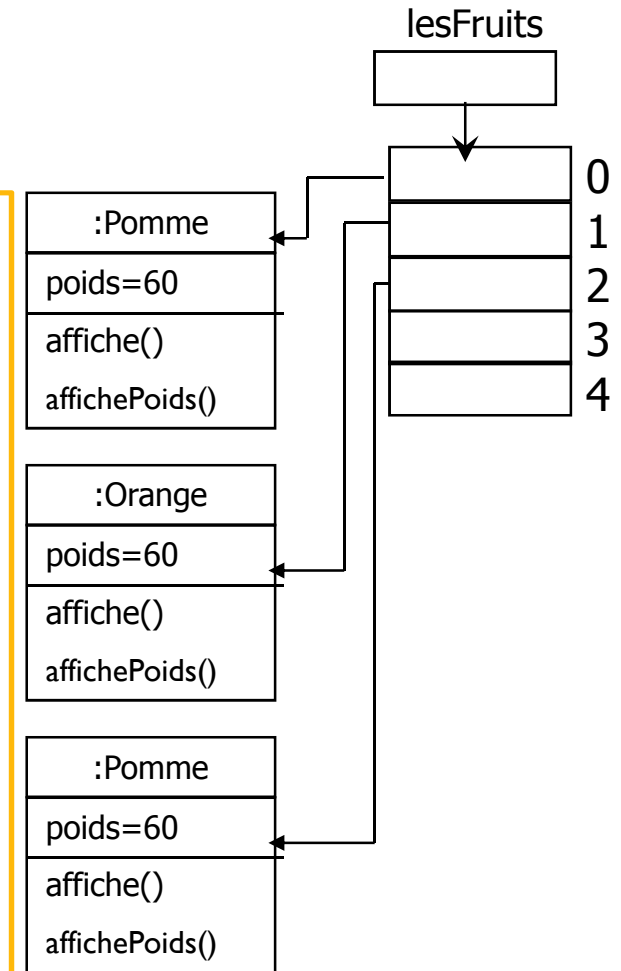 lesFruits
0
1
2
3
4
:Pomme
poids=60
affiche()
affichePoids()
:Orange
poids=60
affiche()
affichePoids()
:Pomme
poids=60
affiche()
affichePoids()